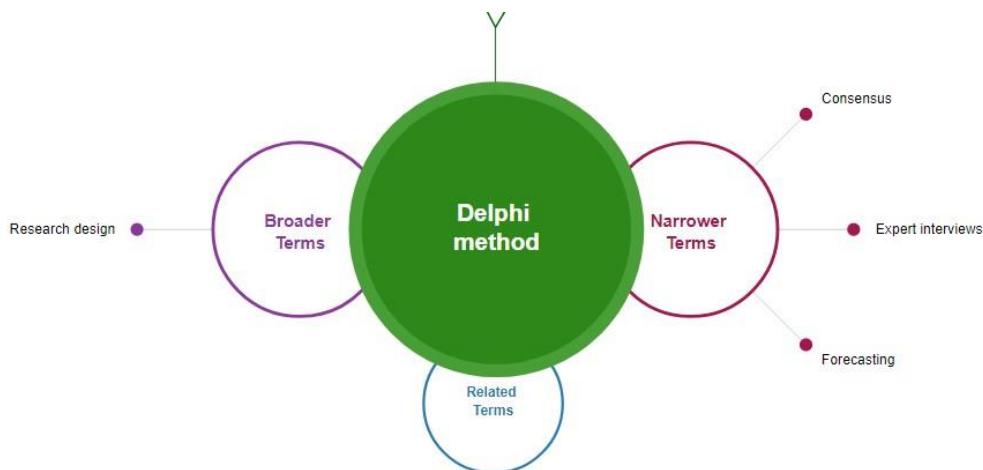 Consensus
Research design
Broader
Terms
Delphi
method
Narrower
Terms
Expert interviews
Forecasting
Related
Terms